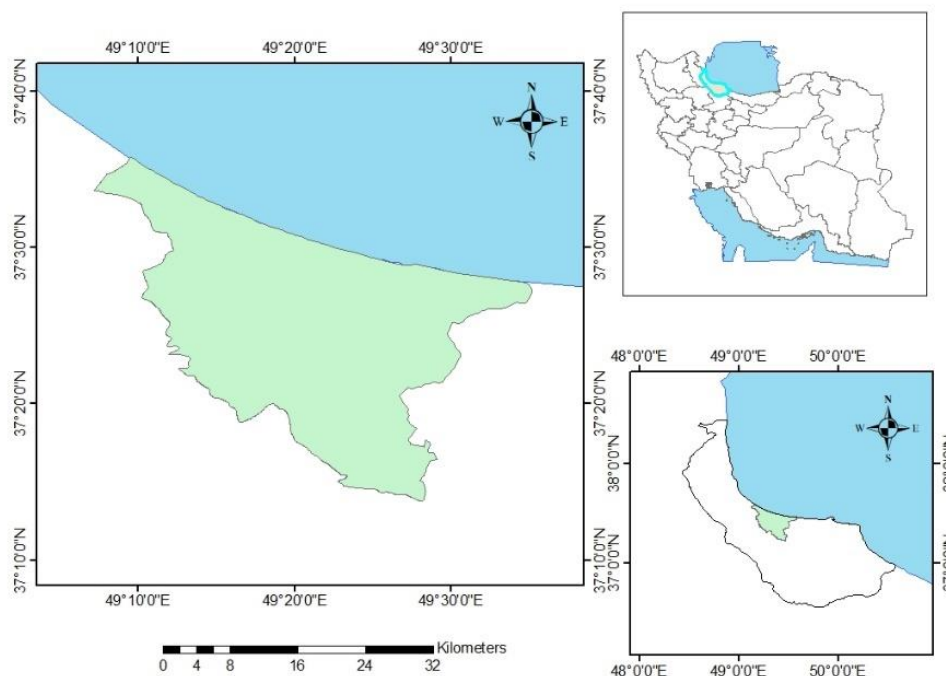 49°10'0"E 49°20'0"E 49°30'0"E
37°40'0"N 37°40'0"N
37°30'0"N 37°30'0"N
37°20'0"N 37°20'0"N
37°10'0"N 37°10'0"N
N
W E
S
49°10'0"E 49°20'0"E 49°30'0"E
Kilometers
0 4 8 16 24 32
48°0'0"E 49°0'0"E 50°0'0"E
N
W E
S
38°0'0"N
37°0'0"N
48°0'0"E 49°0'0"E 50°0'0"E